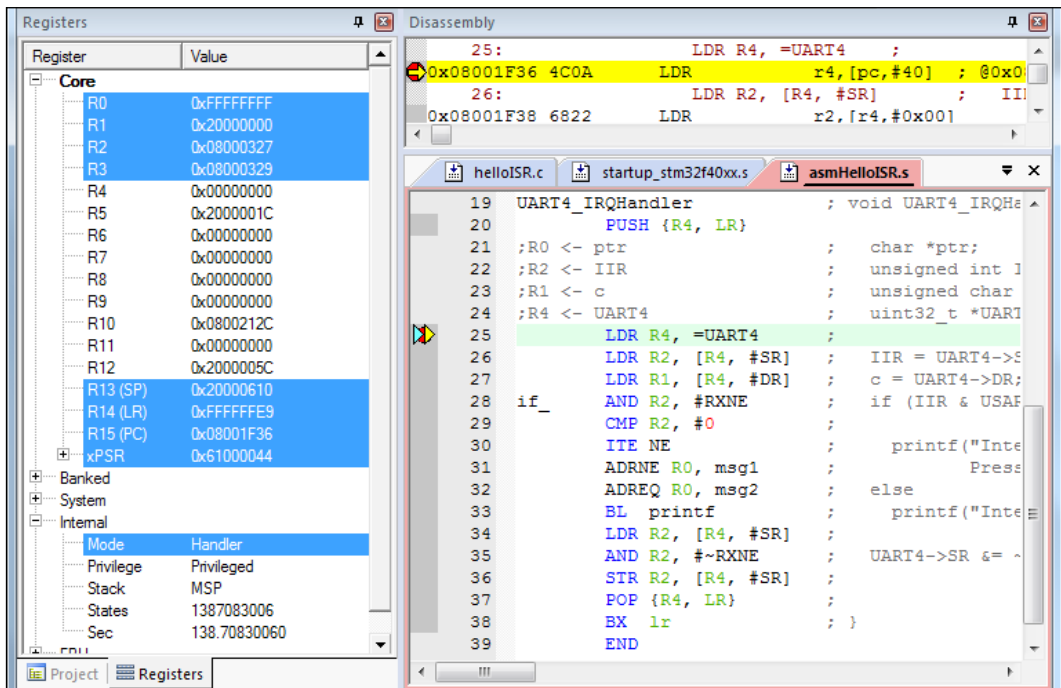 Registers
Register Value
Core
R0 0xFFFFFFFF
R1 0x20000000
R2 0x08000327
R3 0x08000329
R4 0x00000000
R5 0x2000001C
R6 0x00000000
R7 0x00000000
R8 0x00000000
R9 0x00000000
R10 0x0800212C
R11 0x00000000
R12 0x2000005C
R13 (SP) 0x20000610
R14 (LR) 0xFFFFFFE9
R15 (PC) 0x08001F36
xPSR 0x61000044
Banked
System
Internal
Mode Handler
Privilege Privileged
Stack MSP
States 1387083006
Sec 138.70830060
Project Registers
Disassembly
25: LDR R4, =UART4 ;
0x08001F36 4C0A LDR r4,[pc,#40] ; @0x0
26: LDR R2, [R4, #SR] ; II
0x08001F38 6822 LDR r2,[r4,#0x00]
helloISR.c startup_stm32f40xx.s asmHelloISR.s
19 UART4_IRQHandler ; void UART4_IRQHa
20 PUSH {R4, LR}
21 ;R0 <- ptr ; char *ptr;
22 ;R2 <- IIR ; unsigned int I
23 ;R1 <- c ; unsigned char
24 ;R4 <- UART4 ; uint32_t *UART
25 LDR R4, =UART4 ;
26 LDR R2, [R4, #SR] ; IIR = UART4->S
27 LDR R1, [R4, #DR] ; c = UART4->DR;
28 if_ AND R2, #RXNE ; if (IIR & USAR
29 CMP R2, #0 ;
30 ITE NE ; printf("Inte
31 ADRNE R0, msg1 ; Press
32 ADREQ R0, msg2 ; else
33 BL printf ; printf("Inte
34 LDR R2, [R4, #SR] ;
35 AND R2, #~RXNE ; UART4->SR &= ~
36 STR R2, [R4, #SR] ;
37 POP {R4, LR} ;
38 BX lr ; }
39 END